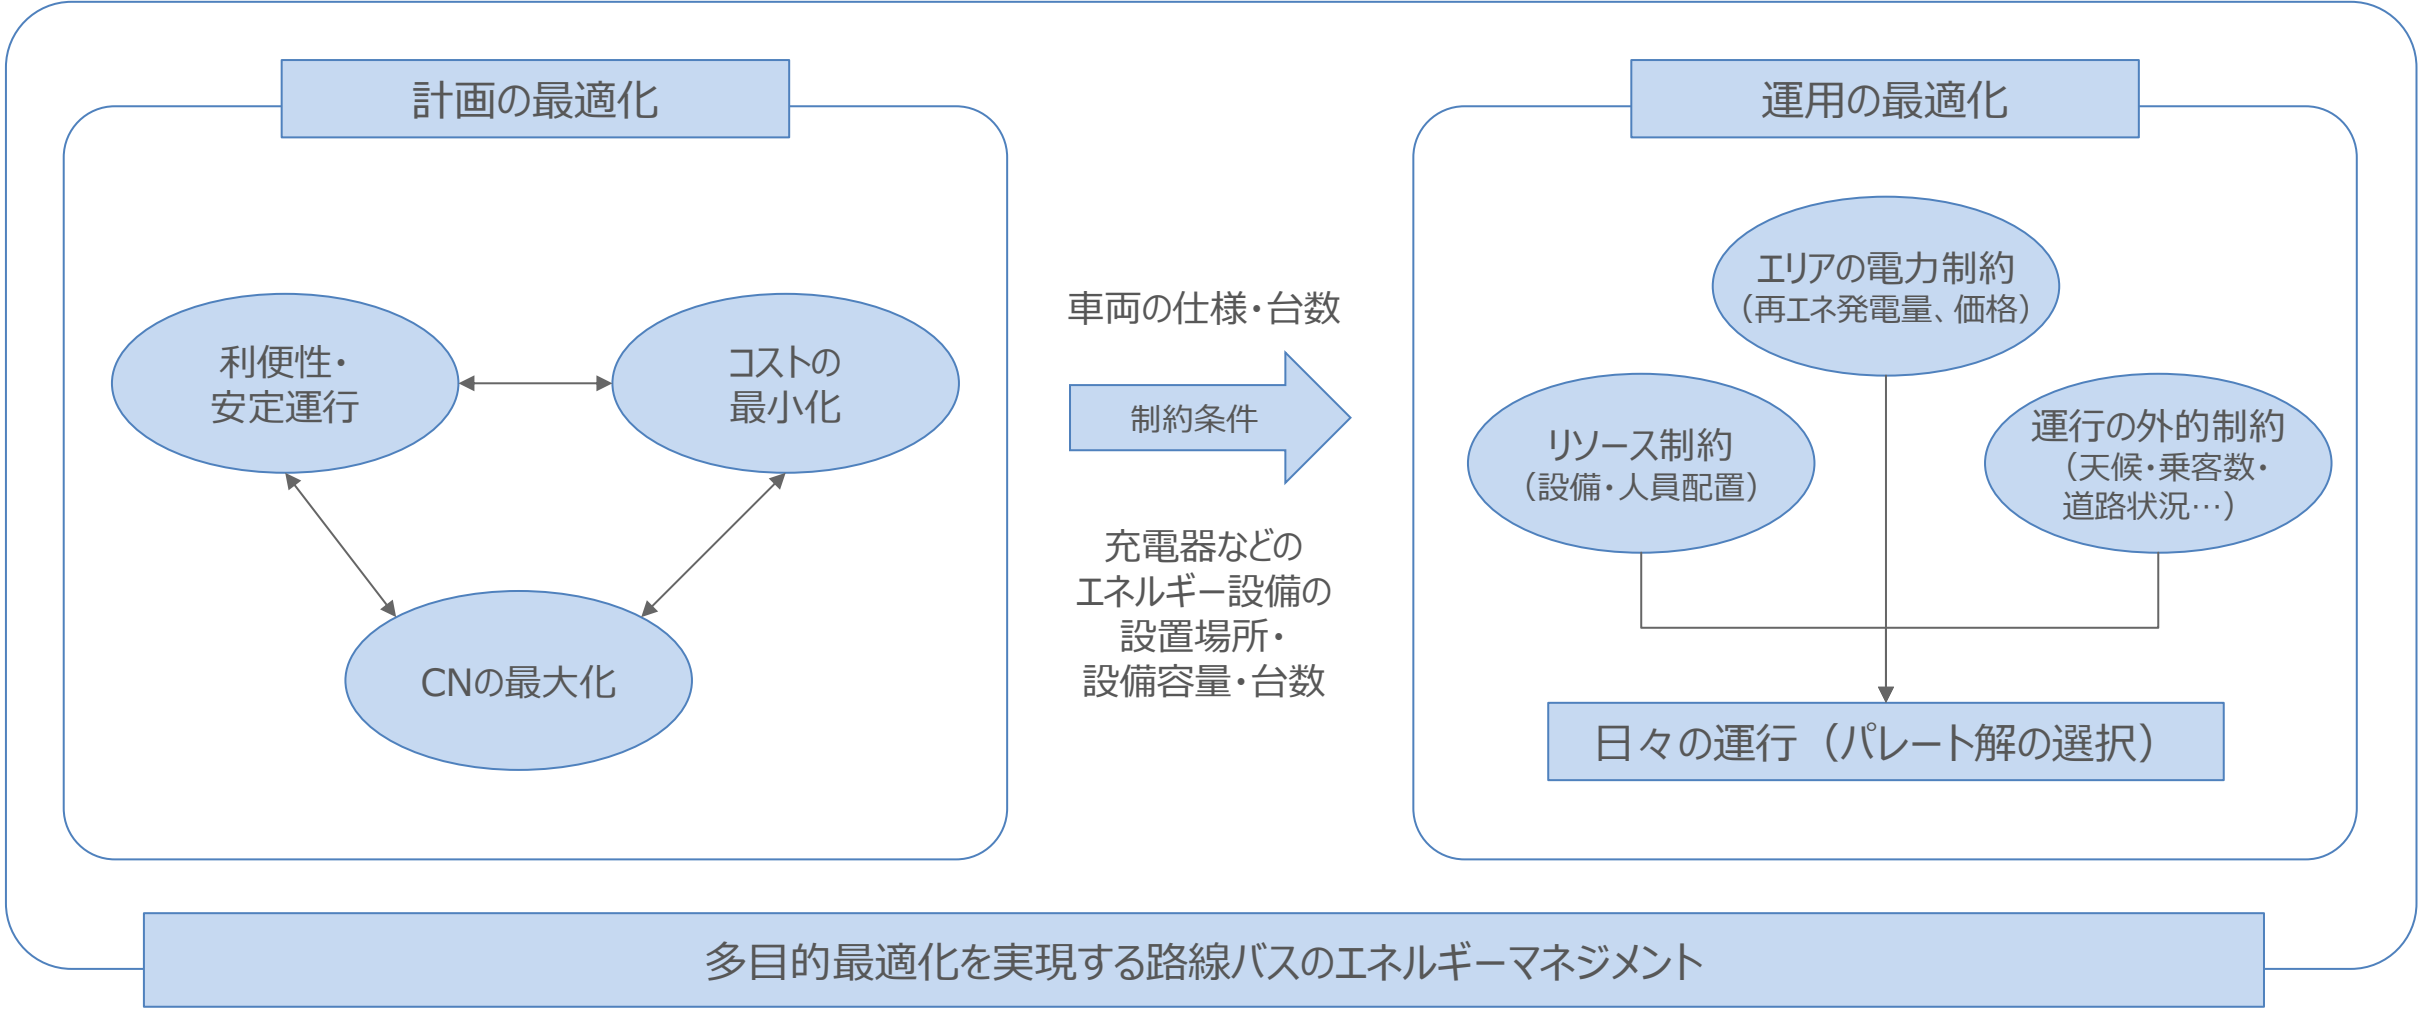 計画の最適化
利便性・
安定運行
コストの
最小化
CNの最大化
車両の仕様・台数
制約条件
充電器などの
エネルギー設備の
設置場所・
設備容量・台数
運用の最適化
エリアの電力制約
（再エネ発電量、価格）
リソース制約
（設備・人員配置）
運行の外的制約
（天候・乗客数・
道路状況…）
日々の運行（パレート解の選択）
多目的最適化を実現する路線バスのエネルギーマネジメント